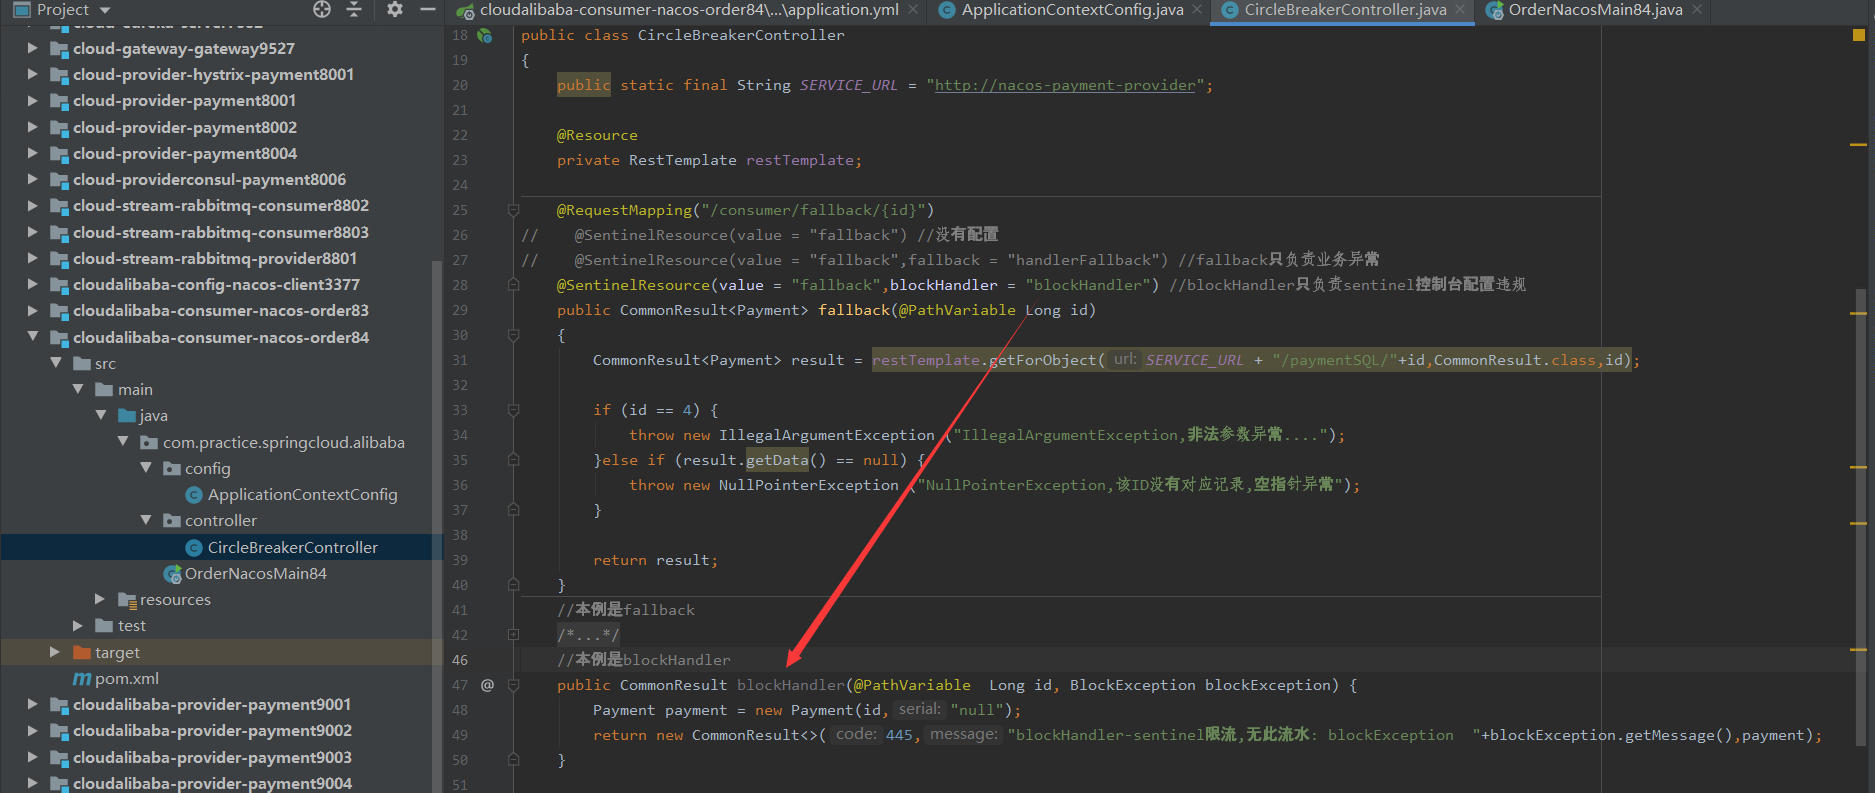 Project
cloud-gateway-gateway9527
cloud-provider-hystrix-payment8001
cloud-provider-payment8001
cloud-provider-payment8002
cloud-provider-payment8004
cloud-providerconsul-payment8006
cloud-stream-rabbitmq-consumer8802
cloud-stream-rabbitmq-consumer8803
cloud-stream-rabbitmq-provider8801
cloudalibaba-config-nacos-client3377
cloudalibaba-consumer-nacos-order83
cloudalibaba-consumer-nacos-order84
src
main
java
com.practice.springcloud.alibaba
config
ApplicationContextConfig
controller
CircleBreakerController
OrderNacosMain84
resources
test
target
pom.xml
cloudalibaba-provider-payment9001
cloudalibaba-provider-payment9002
cloudalibaba-provider-payment9003
cloudalibaba-provider-payment9004
cloudalibaba-consumer-nacos-order84\...\application.yml ApplicationContextConfig.java CircleBreakerController.java OrderNacosMain84.java
18 public class CircleBreakerController
19 {
20 public static final String SERVICE_URL = "http://nacos-payment-provider";
21
22 @Resource
23 private RestTemplate restTemplate;
24
25 @RequestMapping("/consumer/fallback/{id}")
26 // @SentinelResource(value = "fallback") //没有配置
27 // @SentinelResource(value = "fallback",fallback = "handlerFallback") //fallback只负责业务异常
28 @SentinelResource(value = "fallback",blockHandler = "blockHandler") //blockHandler只负责sentinel控制台配置违规
29 public CommonResult<Payment> fallback(@PathVariable Long id)
30 {
31 CommonResult<Payment> result = restTemplate.getForObject( url: SERVICE_URL + "/paymentSQL/"+id,CommonResult.class,id);
32
33 if (id == 4) {
34 throw new IllegalArgumentException ("IllegalArgumentException,非法参数异常....");
35 }else if (result.getData() == null) {
36 throw new NullPointerException ("NullPointerException,该ID没有对应记录,空指针异常");
37 }
38
39 return result;
40 }
41 //本例是fallback
42 /*...*/
46 //本例是blockHandler
47 @ public CommonResult blockHandler(@PathVariable Long id, BlockException blockException) {
48 Payment payment = new Payment(id, serial: "null");
49 return new CommonResult<>( code: 445, message: "blockHandler-sentinel限流,无此流水: blockException "+blockException.getMessage(),payment);
50 }
51